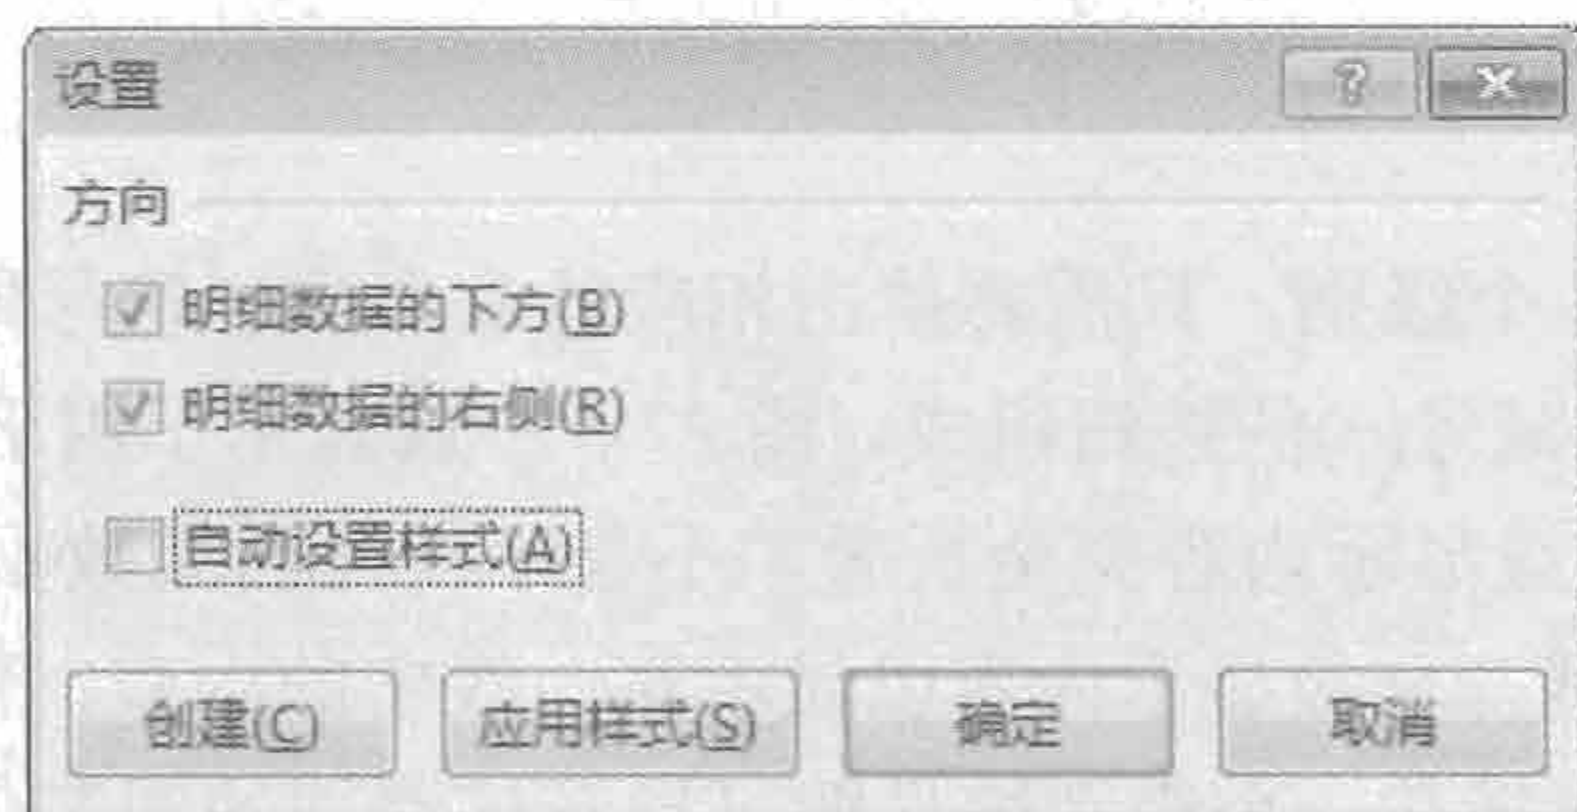 设置
方向
明细数据的下方(B)
明细数据的右侧(R)
自动设置样式(A)
创建(C) 应用样式(S) 确定 取消